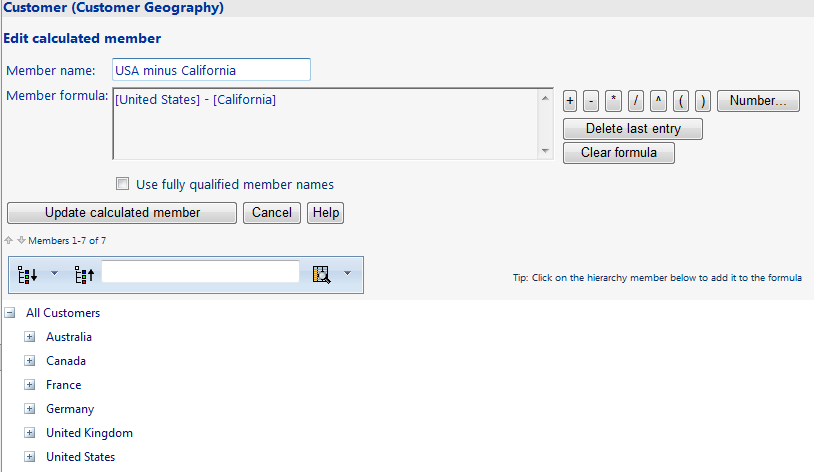 Customer (Customer Geography)
Edit calculated member
Member name: USA minus California
Member formula: [United States] - [California]
+ - * / ^ ( ) Number...
Delete last entry
Clear formula
Use fully qualified member names
Update calculated member Cancel Help
Members 1-7 of 7
Tip: Click on the hierarchy member below to add it to the formula
All Customers
Australia
Canada
France
Germany
United Kingdom
United States